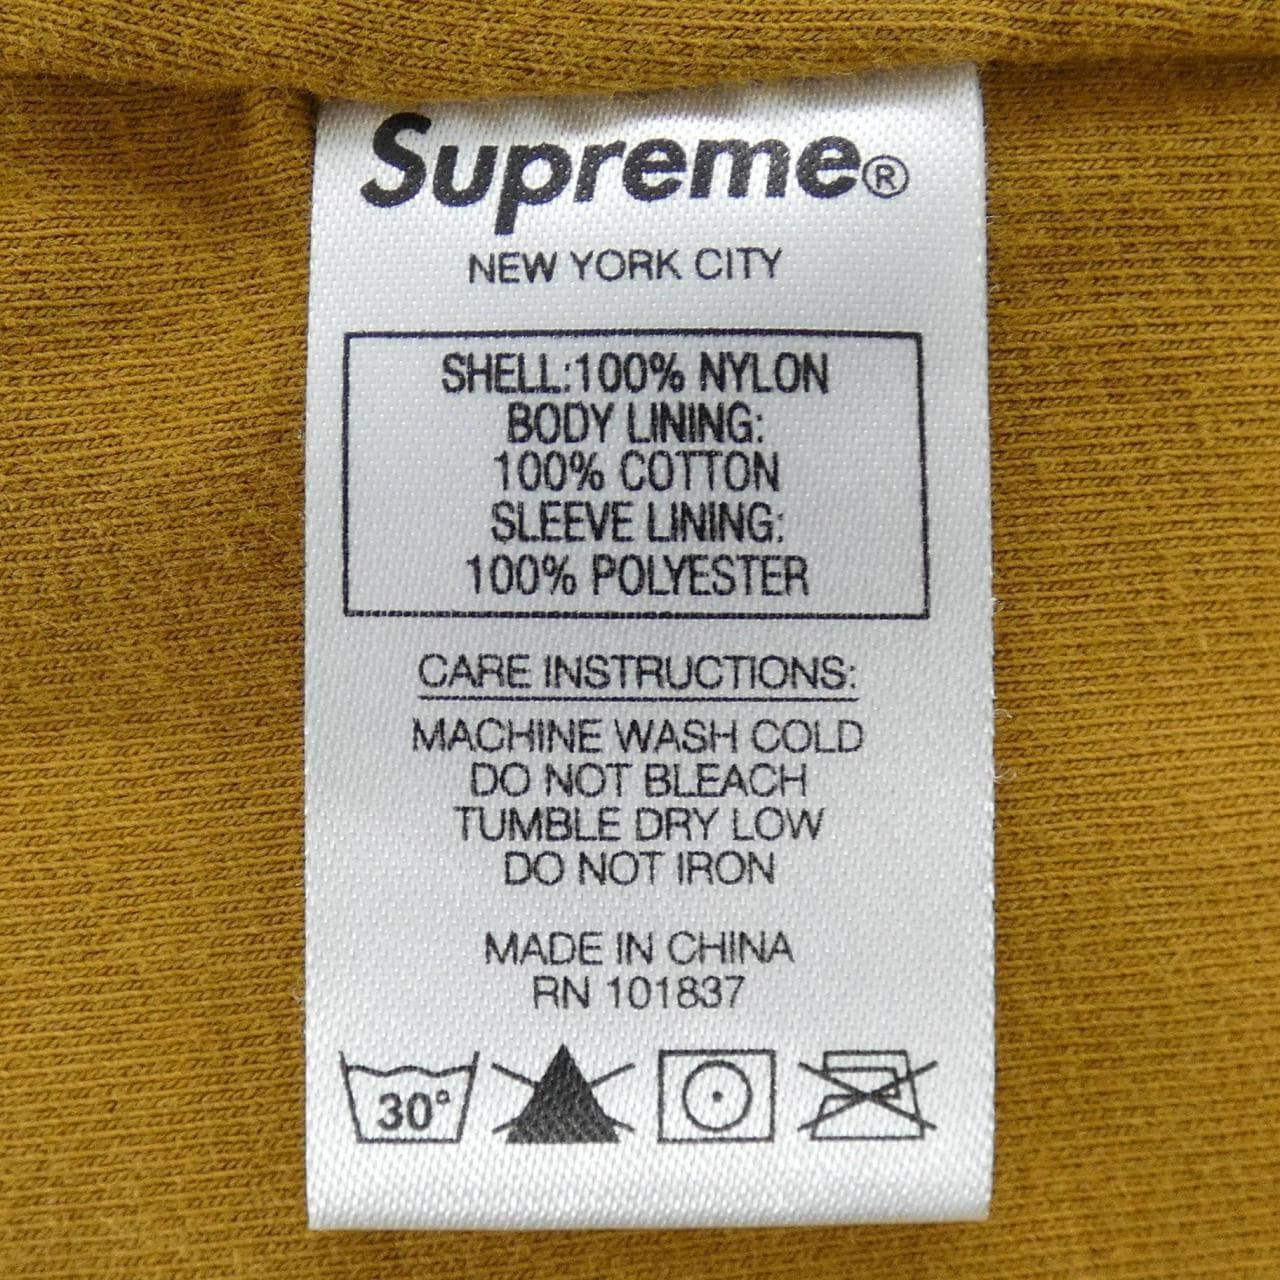 Supreme®
NEW YORK CITY
SHELL:100% NYLON
BODY LINING:
100% COTTON
SLEEVE LINING:
100% POLYESTER
CARE INSTRUCTIONS:
MACHINE WASH COLD
DO NOT BLEACH
TUMBLE DRY LOW
DO NOT IRON
MADE IN CHINA
RN 101837
30°